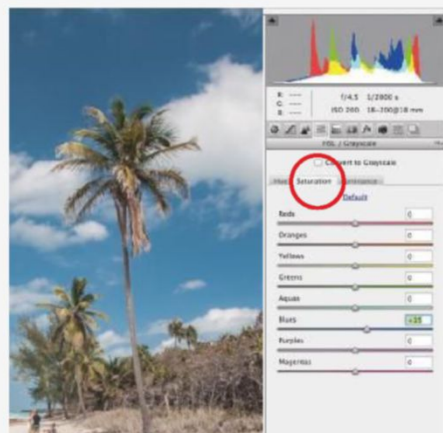 R: ---
G: ---
B: ---
f/4.5 1/2000 s
ISO 200 18-200@18 mm
HSL / Grayscale
Convert to Grayscale
Hue Saturation Luminance
Default
Reds 0
Oranges 0
Yellows 0
Greens 0
Aquas 0
Blues +15
Purples 0
Magentas 0